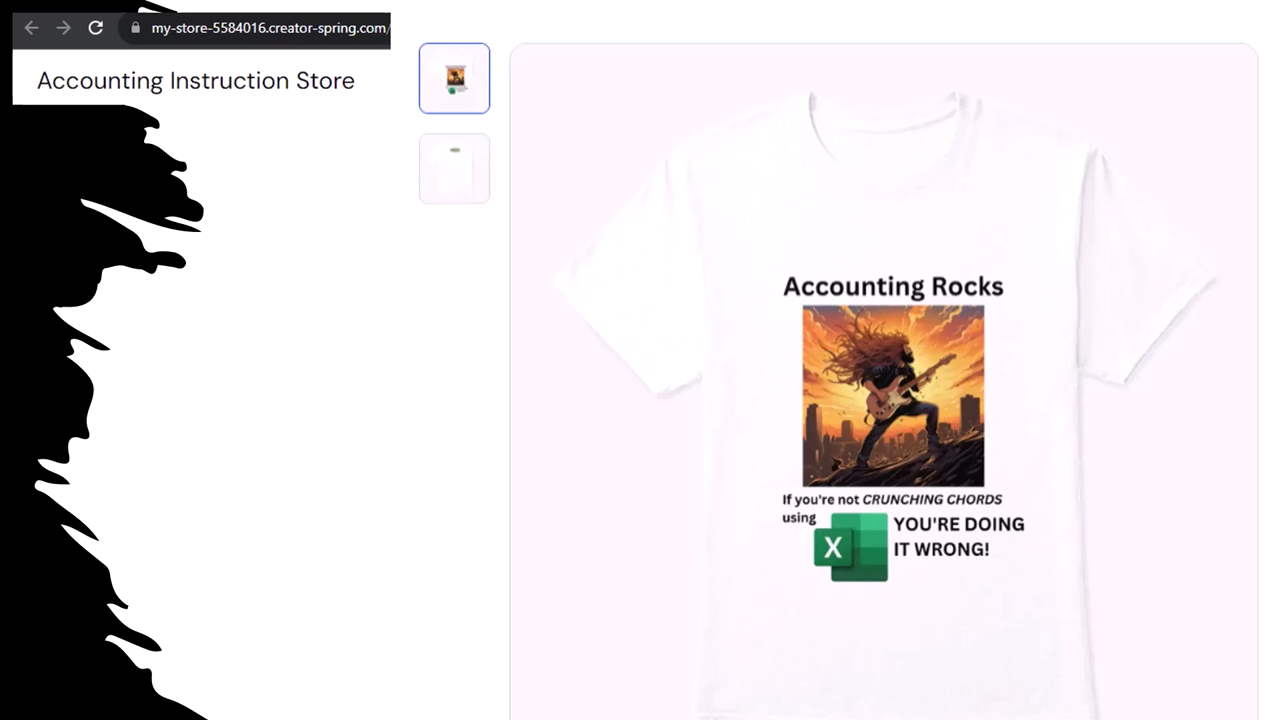 my-store-5584016.creator-spring.com/
Accounting Instruction Store
Accounting Rocks
If you're not CRUNCHING CHORDS
using
X
YOU'RE DOING
IT WRONG!